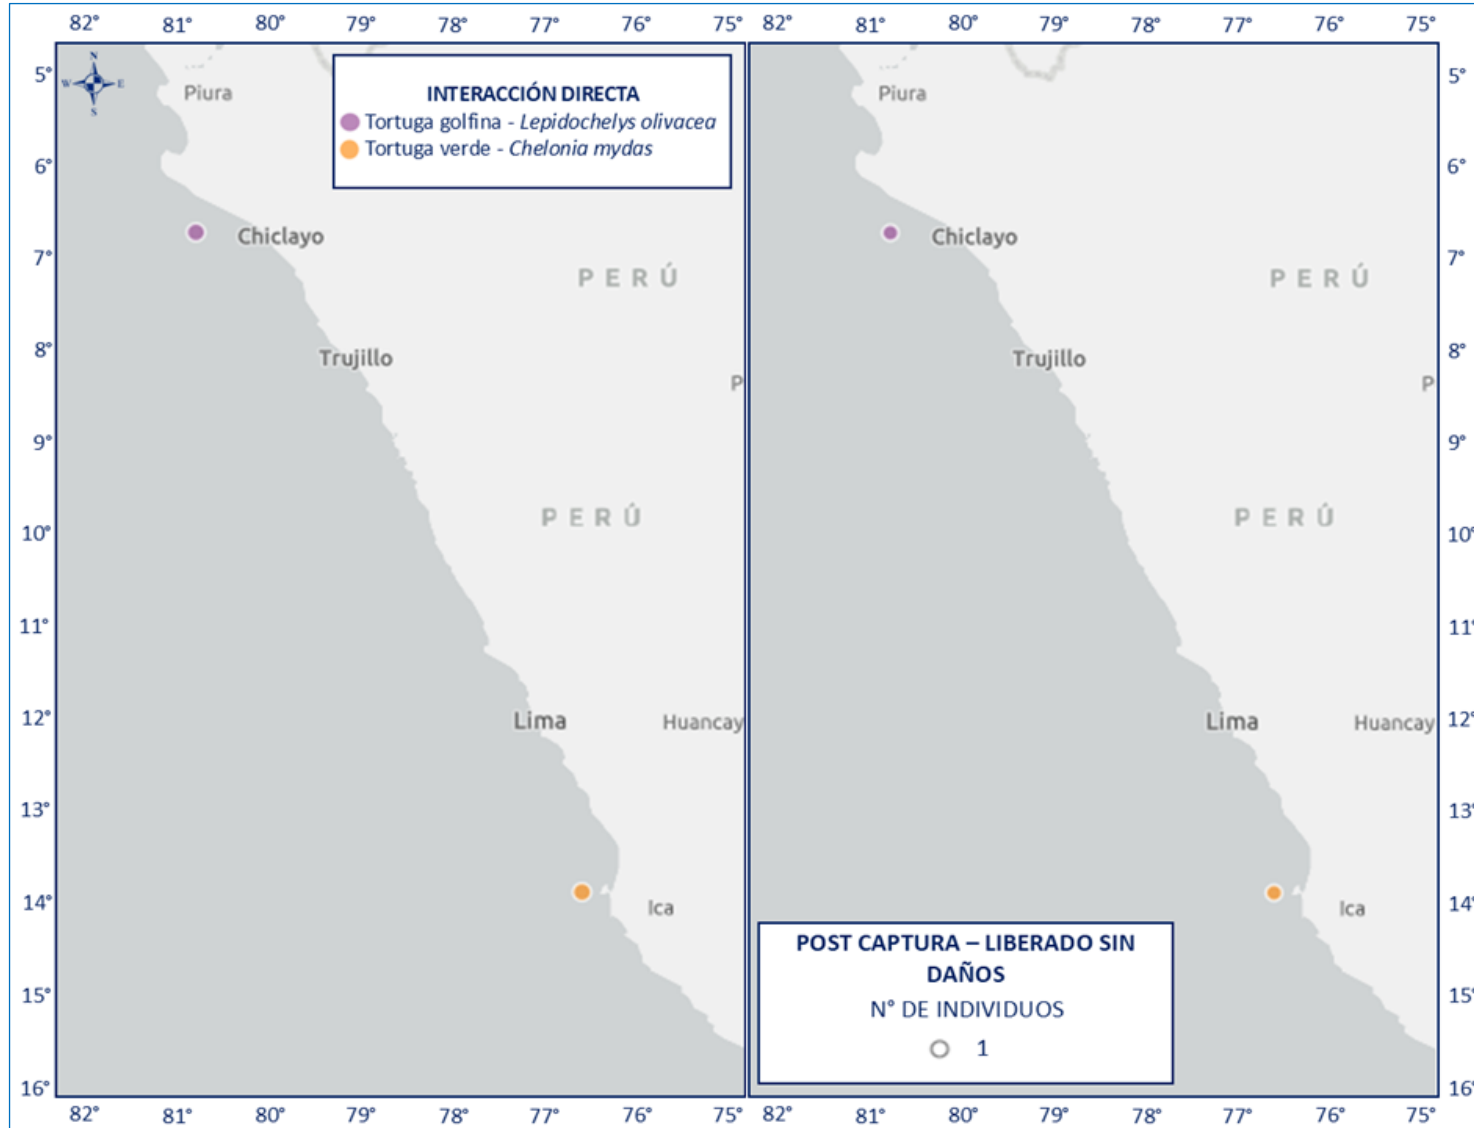 82° 81° 80° 79° 78° 77° 76° 75°
82° 81° 80° 79° 78° 77° 76° 75°
N
W E
S
INTERACCIÓN DIRECTA
Tortuga golfina - Lepidochelys olivacea
Tortuga verde - Chelonia mydas
5°
6°
7°
8°
9°
10°
11°
12°
13°
14°
15°
16°
Piura
Chiclayo
PERÚ
Trujillo
P
PERÚ
Lima
Huancay
Ica
82° 81° 80° 79° 78° 77° 76° 75°
Piura
Chiclayo
PERÚ
Trujillo
P
PERÚ
Lima
Huancay
Ica
POST CAPTURA – LIBERADO SIN
DAÑOS
N° DE INDIVIDUOS
1
5°
6°
7°
8°
9°
10°
11°
12°
13°
14°
15°
16°
82° 81° 80° 79° 78° 77° 76° 75°